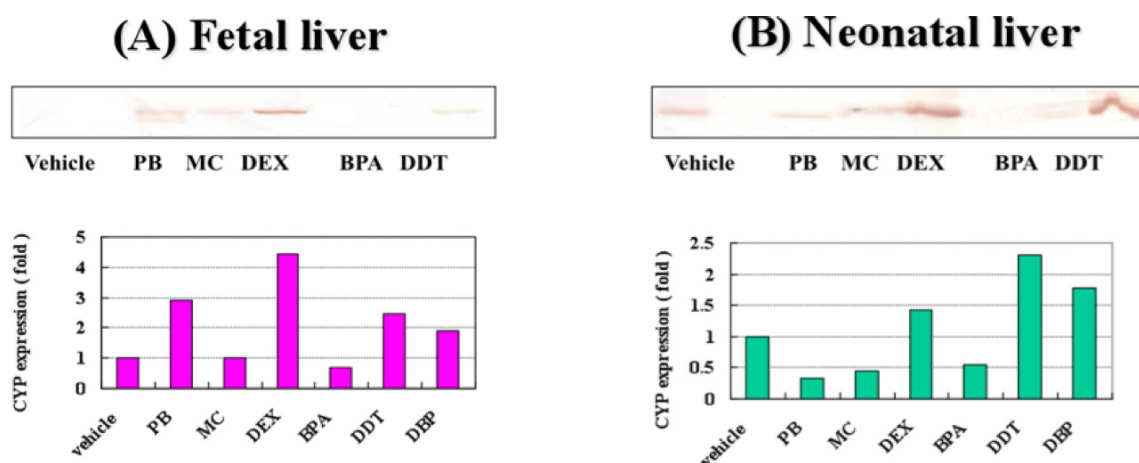 (A) Fetal liver
Vehicle PB MC DEX BPA DDT
CYP expression ( fold )
5
4
3
2
1
0
vehicle PB MC DEX BPA DDT DBP
(B) Neonatal liver
Vehicle PB MC DEX BPA DDT
CYP expression ( fold )
2.5
2
1.5
1
0.5
0
vehicle PB MC DEX BPA DDT DBP